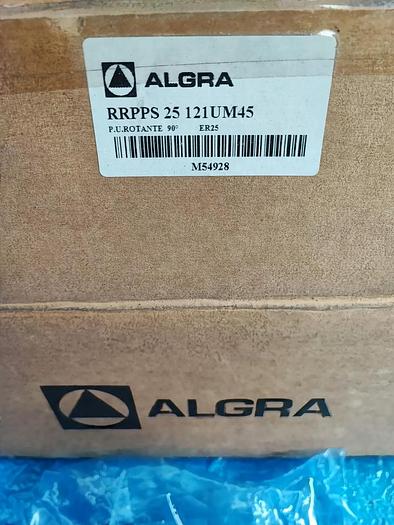 ALGRA
RRPPS 25 121UM45
P.U.ROTANTE 90° ER25
M54928
ALGRA